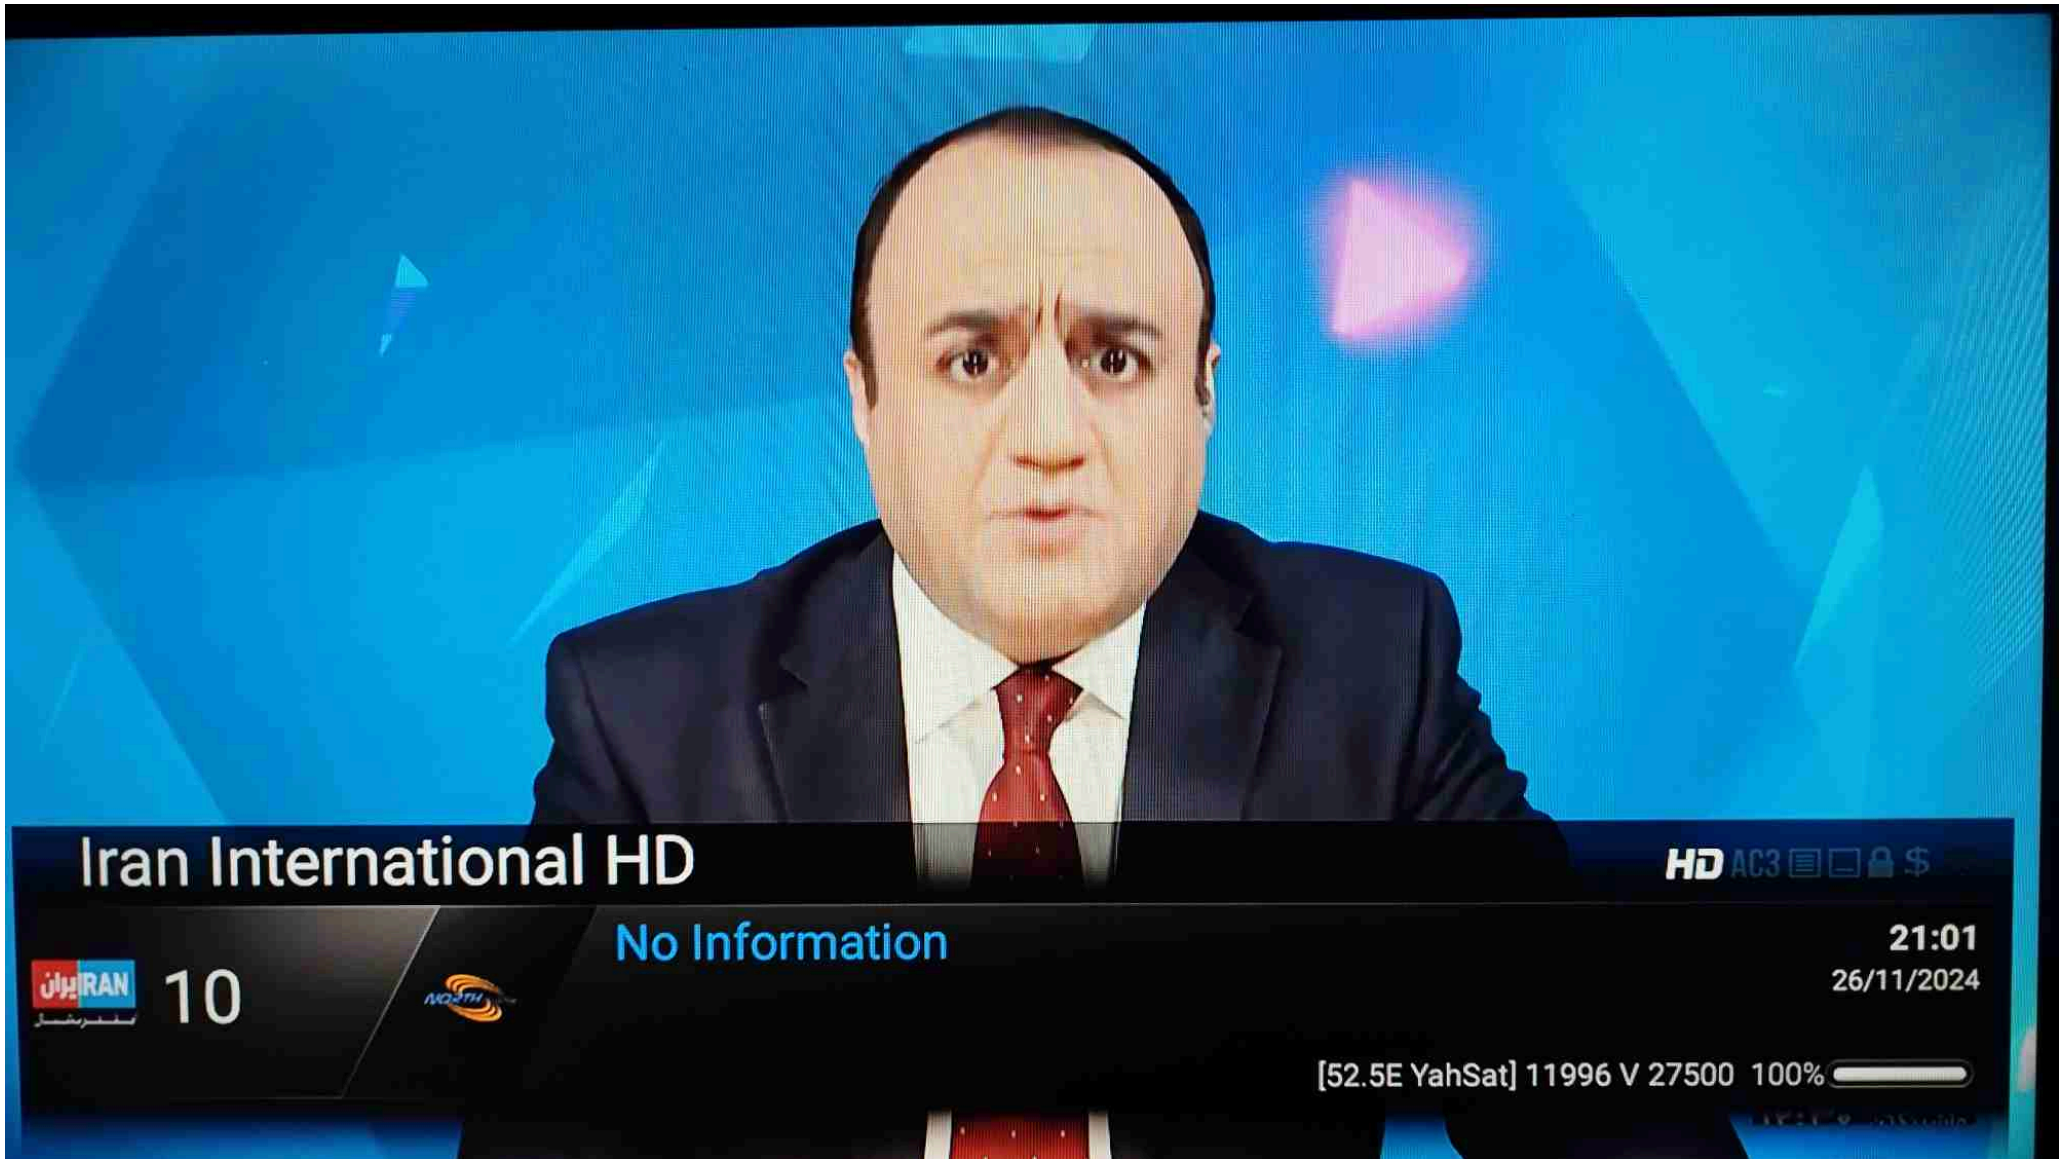 Iran International HD
HD AC3 $
No Information
21:01
ایران IRAN
10
NORTH
26/11/2024
[52.5E YahSat] 11996 V 27500 100%